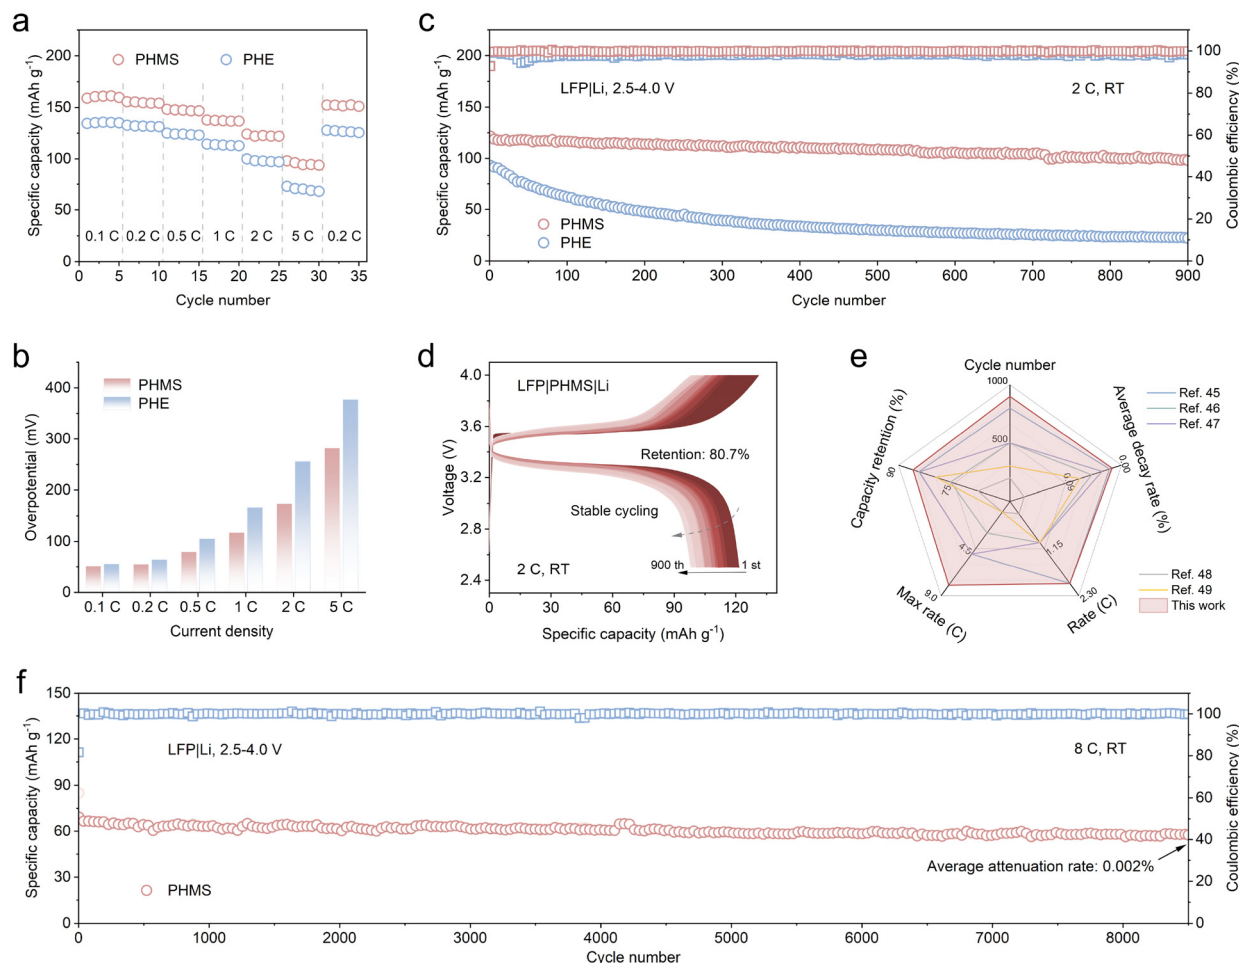 a
Specific capacity (mAh g⁻¹)
200
150
100
50
0
PHMS
PHE
0.1 C 0.2 C 0.5 C 1 C 2 C 5 C 0.2 C
0 5 10 15 20 25 30 35
Cycle number
c
Specific capacity (mAh g⁻¹)
200
150
100
50
0
LFP|Li, 2.5-4.0 V
2 C, RT
PHMS
PHE
0 100 200 300 400 500 600 700 800 900
Cycle number
100
80
60
40
20
0
Coulombic efficiency (%)
b
Overpotential (mV)
400
300
200
100
0
PHMS
PHE
0.1 C 0.2 C 0.5 C 1 C 2 C 5 C
Current density
d
Voltage (V)
4.0
3.6
3.2
2.8
2.4
LFP|PHMS|Li
Retention: 80.7%
Stable cycling
2 C, RT
900 th
1 st
0 30 60 90 120
Specific capacity (mAh g⁻¹)
e
Cycle number
1000
500
Average decay rate (%)
0.00
0.09
Rate (C)
2.30
1.15
Max rate (C)
9.0
4.5
Capacity retention (%)
90
75
Ref. 45
Ref. 46
Ref. 47
Ref. 48
Ref. 49
This work
f
Specific capacity (mAh g⁻¹)
150
120
90
60
30
0
LFP|Li, 2.5-4.0 V
8 C, RT
Average attenuation rate: 0.002%
PHMS
0 1000 2000 3000 4000 5000 6000 7000 8000
Cycle number
100
80
60
40
20
0
Coulombic efficiency (%)